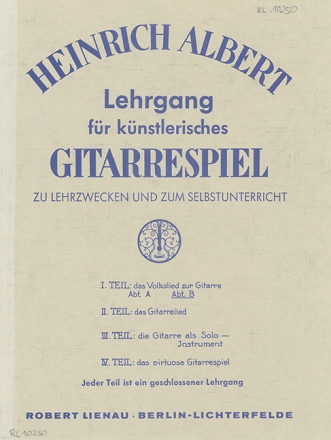 RL 10250
HEINRICH ALBERT
Lehrgang
für künstlerisches
GITARRESPIEL
ZU LEHRZWECKEN UND ZUM SELBSTUNTERRICHT
I. TEIL: das Volkslied zur Gitarre
Abt. A Abt. B
II. TEIL: das Gitarrelied
III. TEIL: die Gitarre als Solo —
Instrument
IV. TEIL: das virtuose Gitarrespiel
Jeder Teil ist ein geschlossener Lehrgang
ROBERT LIENAU · BERLIN-LICHTERFELDE
RL 10250